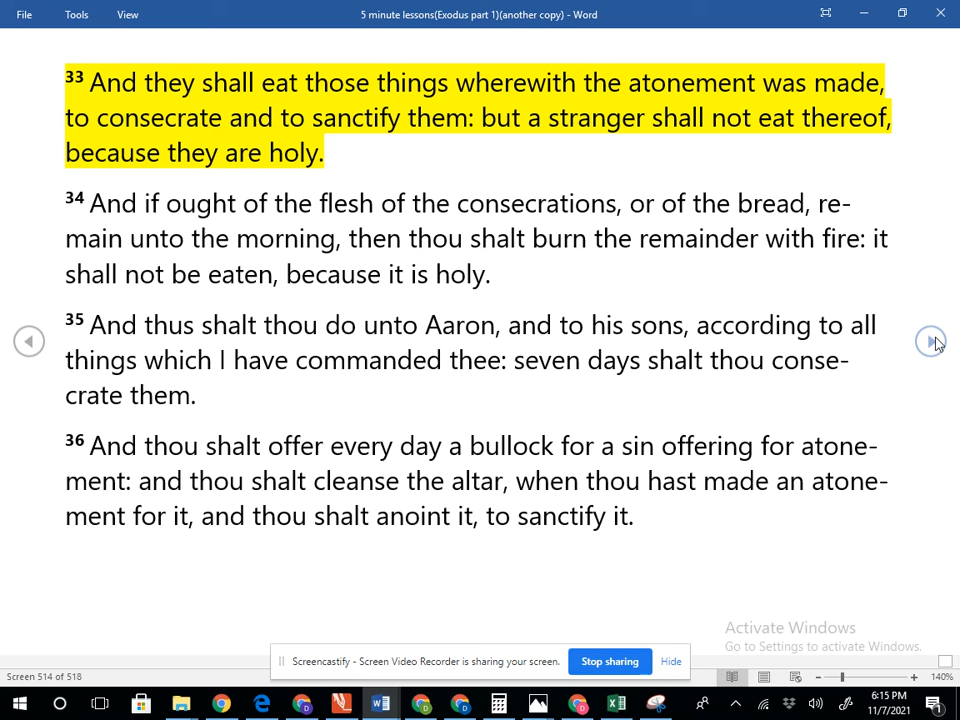 File Tools View 5 minute lessons(Exodus part 1)(another copy) - Word
33 And they shall eat those things wherewith the atonement was made,
to consecrate and to sanctify them: but a stranger shall not eat thereof,
because they are holy.
34 And if ought of the flesh of the consecrations, or of the bread, re-
main unto the morning, then thou shalt burn the remainder with fire: it
shall not be eaten, because it is holy.
35 And thus shalt thou do unto Aaron, and to his sons, according to all
things which I have commanded thee: seven days shalt thou conse-
crate them.
36 And thou shalt offer every day a bullock for a sin offering for atone-
ment: and thou shalt cleanse the altar, when thou hast made an atone-
ment for it, and thou shalt anoint it, to sanctify it.
Activate Windows
Go to Settings to activate Windows.
Screencastify - Screen Video Recorder is sharing your screen. Stop sharing Hide
Screen 514 of 518 140%
6:15 PM
11/7/2021